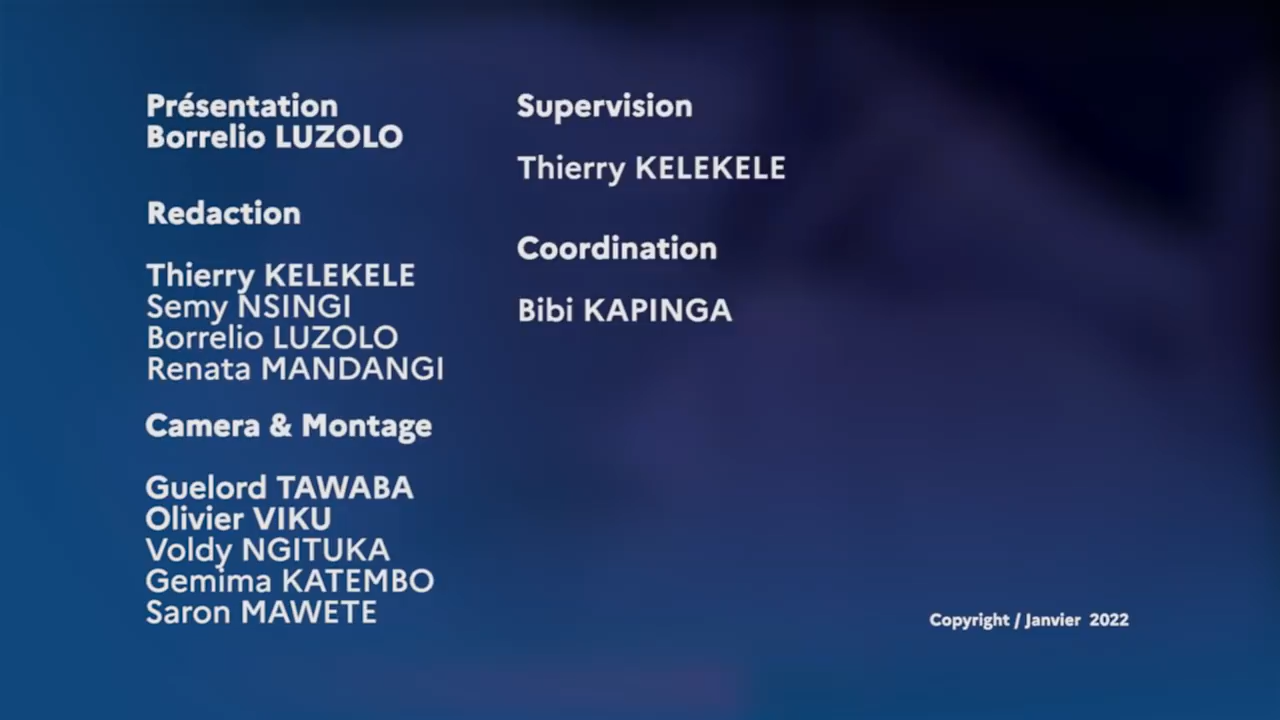 Présentation
Borrelio LUZOLO
Redaction
Thierry KELEKELE
Semy NSINGI
Borrelio LUZOLO
Renata MANDANGI
Camera & Montage
Guelord TAWABA
Olivier VIKU
Voldy NGITUKA
Gemima KATEMBO
Saron MAWETE
Supervision
Thierry KELEKELE
Coordination
Bibi KAPINGA
Copyright / Janvier 2022